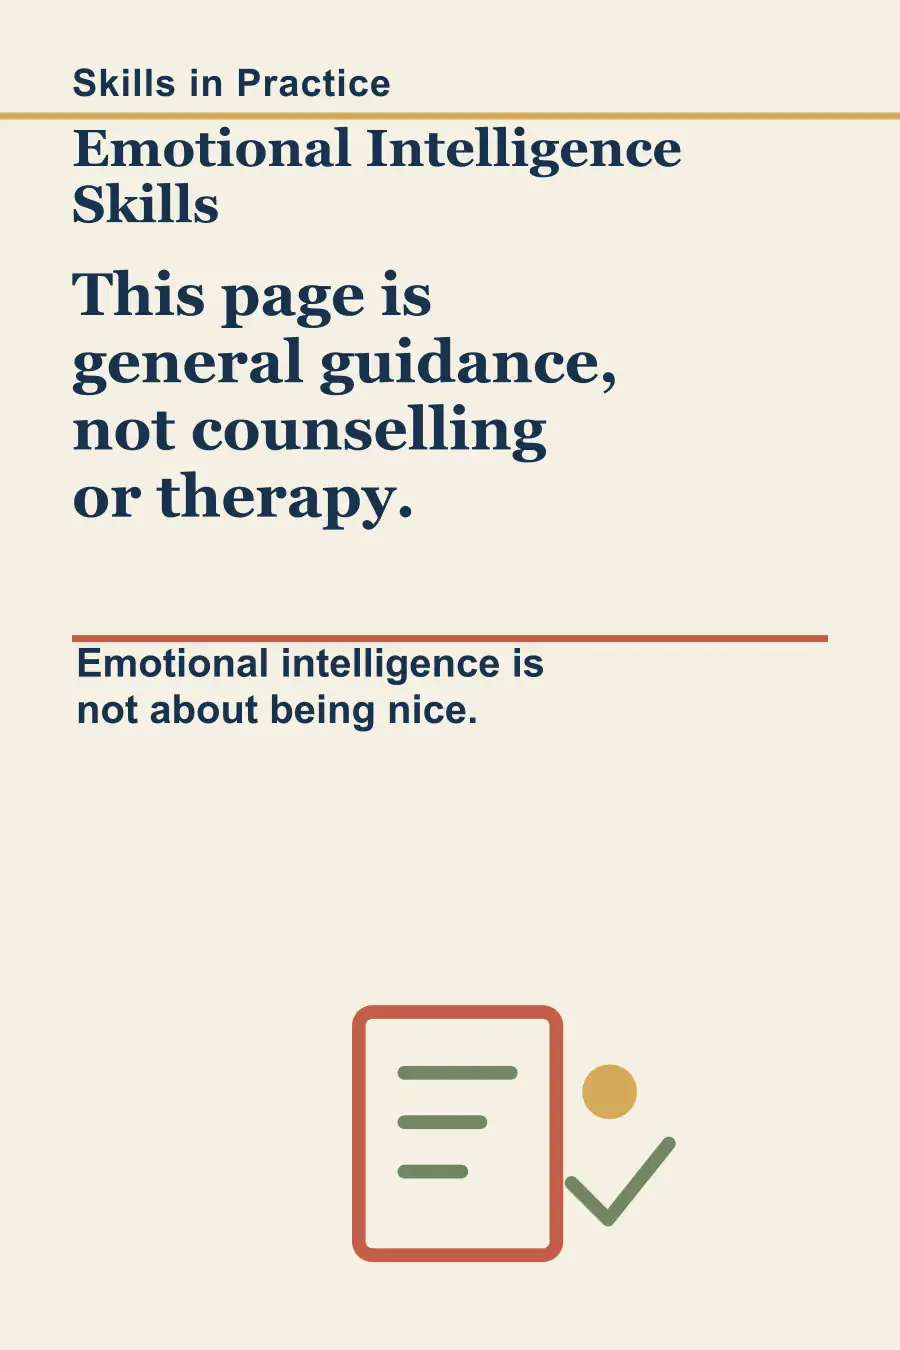 Skills in Practice
Emotional Intelligence
Skills
This page is
general guidance,
not counselling
or therapy.
Emotional intelligence is
not about being nice.